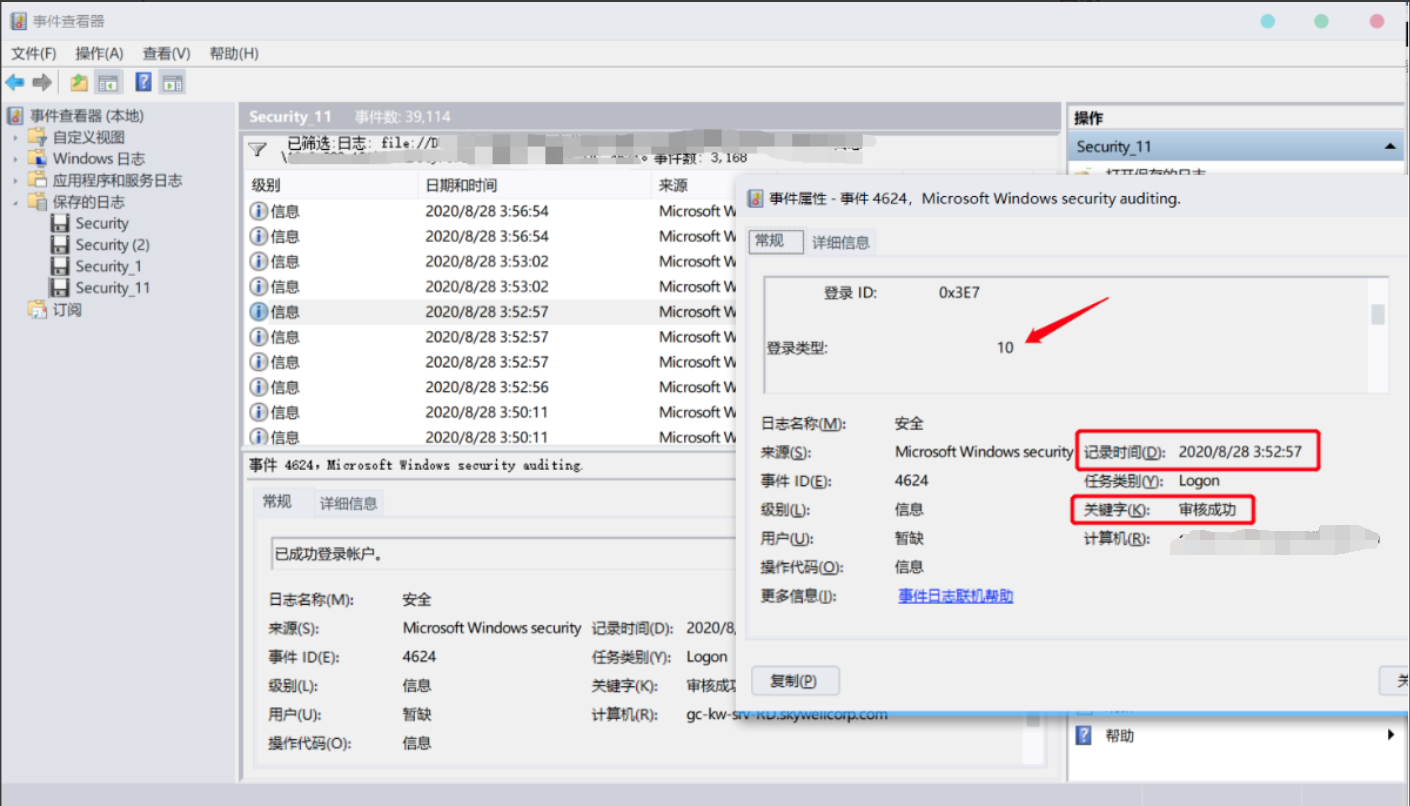 事件查看器
文件(F) 操作(A) 查看(V) 帮助(H)
事件查看器 (本地)
自定义视图
Windows 日志
应用程序和服务日志
保存的日志
Security
Security (2)
Security_1
Security_11
订阅
Security_11 事件数: 39,114
已筛选:日志: file://D
。事件数: 3,168
级别 日期和时间 来源
信息 2020/8/28 3:56:54 Microsoft W
信息 2020/8/28 3:56:54 Microsoft W
信息 2020/8/28 3:53:02 Microsoft W
信息 2020/8/28 3:53:02 Microsoft W
信息 2020/8/28 3:52:57 Microsoft W
信息 2020/8/28 3:52:57 Microsoft W
信息 2020/8/28 3:52:57 Microsoft W
信息 2020/8/28 3:52:56 Microsoft W
信息 2020/8/28 3:50:11 Microsoft W
信息 2020/8/28 3:50:11 Microsoft W
事件 4624，Microsoft Windows security auditing.
常规 详细信息
已成功登录帐户。
日志名称(M): 安全
来源(S): Microsoft Windows security 记录时间(D): 2020/8/
事件 ID(E): 4624 任务类别(Y): Logon
级别(L): 信息 关键字(K): 审核成功
用户(U): 暂缺 计算机(R): gc-kw-srv-RD.skywellcorp.com
操作代码(O): 信息
操作
Security_11
打开保存的日志
帮助
事件属性 - 事件 4624，Microsoft Windows security auditing.
常规 详细信息
登录 ID: 0x3E7
登录类型: 10
日志名称(M): 安全
来源(S): Microsoft Windows security 记录时间(D): 2020/8/28 3:52:57
事件 ID(E): 4624 任务类别(Y): Logon
级别(L): 信息 关键字(K): 审核成功
用户(U): 暂缺 计算机(R):
操作代码(O): 信息
更多信息(I): 事件日志联机帮助
复制(P) 关